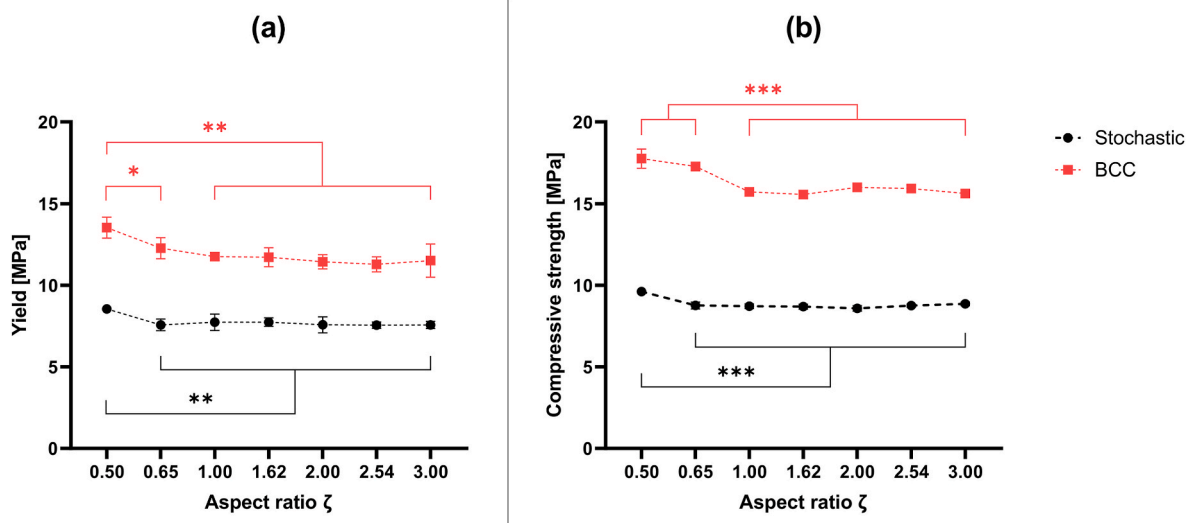 (a)
**
*
20
15
10
5
0
Yield [MPa]
**
0.50 0.65 1.00 1.62 2.00 2.54 3.00
Aspect ratio ζ
(b)
***
20
15
10
5
0
Compressive strength [MPa]
***
0.50 0.65 1.00 1.62 2.00 2.54 3.00
Aspect ratio ζ
Stochastic
BCC